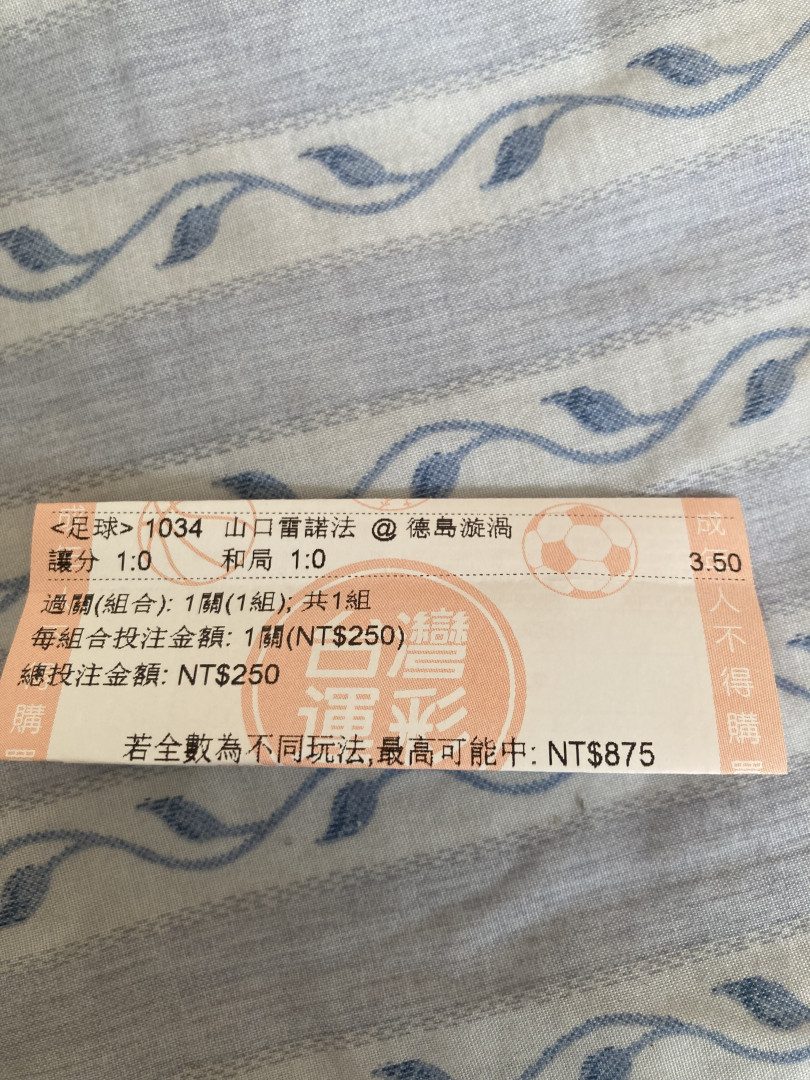 <足球> 1034 山口雷諾法 @ 德島漩渦
讓分 1:0 和局 1:0 3.50
過關(組合): 1關(1組); 共1組
每組合投注金額: 1關(NT$250)
總投注金額: NT$250
若全數為不同玩法,最高可能中: NT$875
台灣
運彩
成
人不得購
購